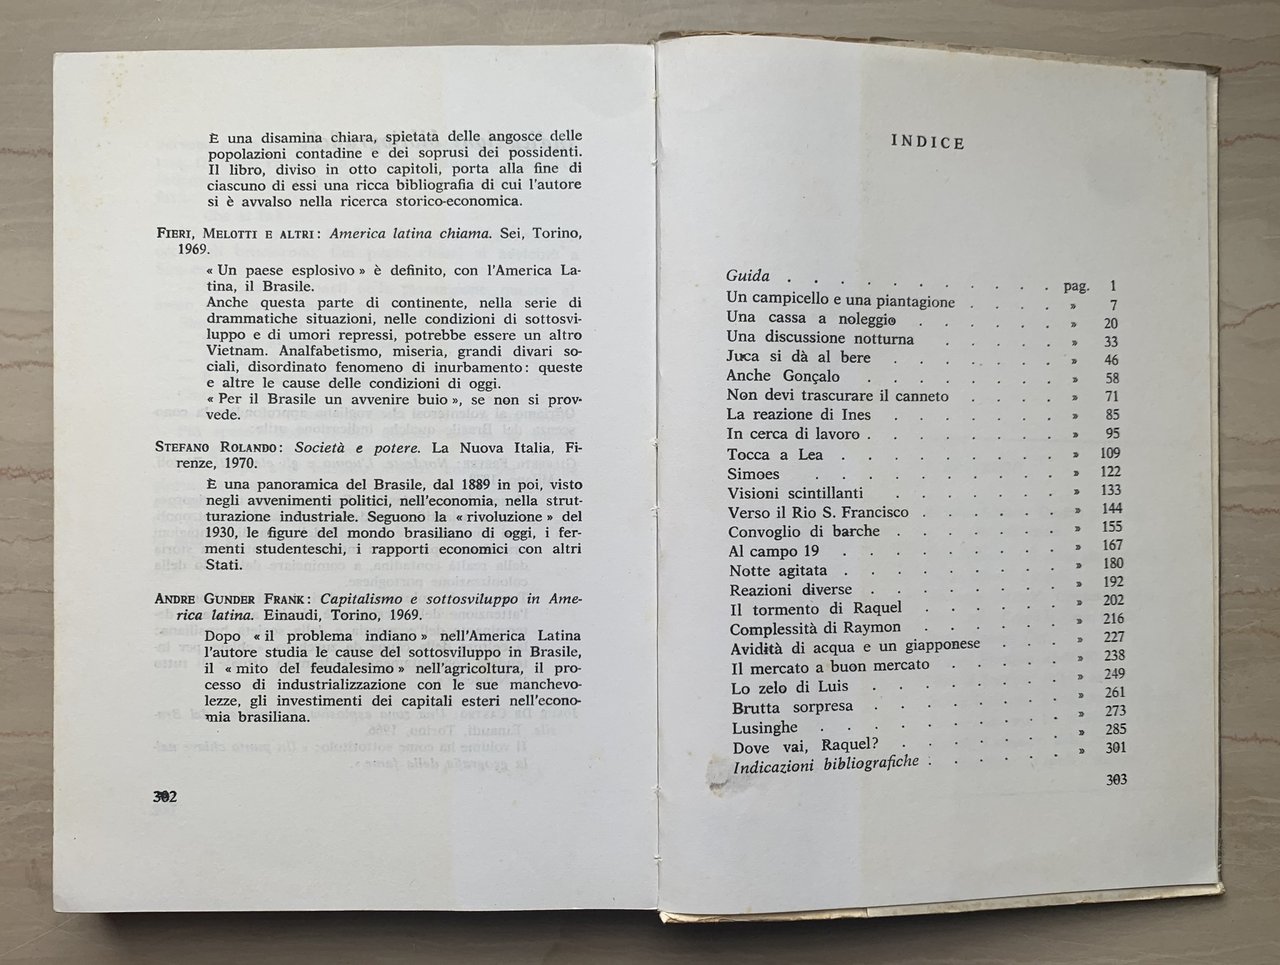 È una disamina chiara, spietata delle angosce delle
popolazioni contadine e dei soprusi dei possidenti.
Il libro, diviso in otto capitoli, porta alla fine di
ciascuno di essi una ricca bibliografia di cui l'autore
si è avvalso nella ricerca storico-economica.
FIERI, MELOTTI E ALTRI: America latina chiama. Sei, Torino,
1969.
« Un paese esplosivo » è definito, con l'America La-
tina, il Brasile.
Anche questa parte di continente, nella serie di
drammatiche situazioni, nelle condizioni di sottosvi-
luppo e di umori repressi, potrebbe essere un altro
Vietnam. Analfabetismo, miseria, grandi divari so-
ciali, disordinato fenomeno di inurbamento: queste
e altre le cause delle condizioni di oggi.
« Per il Brasile un avvenire buio », se non si prov-
vede.
STEFANO ROLANDO: Società e potere. La Nuova Italia, Fi-
renze, 1970.
È una panoramica del Brasile, dal 1889 in poi, visto
negli avvenimenti politici, nell'economia, nella strut-
turazione industriale. Seguono la « rivoluzione » del
1930, le figure del mondo brasiliano di oggi, i fer-
menti studenteschi, i rapporti economici con altri
Stati.
ANDRE GUNDER FRANK: Capitalismo e sottosviluppo in Ame-
rica latina. Einaudi, Torino, 1969.
Dopo « il problema indiano » nell'America Latina
l'autore studia le cause del sottosviluppo in Brasile,
il « mito del feudalesimo » nell'agricoltura, il pro-
cesso di industrializzazione con le sue manchevo-
lezze, gli investimenti dei capitali esteri nell'econo-
mia brasiliana.
302
INDICE
Guida . . . . . . . . . . . pag. 1
Un campicello e una piantagione . . . . » 7
Una cassa a noleggio . . . . . . » 20
Una discussione notturna . . . . . » 33
Juca si dà al bere . . . . . . . » 46
Anche Gonçalo . . . . . . . . » 58
Non devi trascurare il canneto . . . . » 71
La reazione di Ines . . . . . . . » 85
In cerca di lavoro . . . . . . . . » 95
Tocca a Lea . . . . . . . . . » 109
Simoes . . . . . . . . . . » 122
Visioni scintillanti . . . . . . » 133
Verso il Rio S. Francisco . . . . . . » 144
Convoglio di barche . . . . . . » 155
Al campo 19 . . . . . . . . » 167
Notte agitata . . . . . . . . » 180
Reazioni diverse . . . . . . . » 192
Il tormento di Raquel . . . . . » 202
Complessità di Raymon . . . . . » 216
Avidità di acqua e un giapponese . . . » 227
Il mercato a buon mercato . . . . » 238
Lo zelo di Luis . . . . . . . » 249
Brutta sorpresa . . . . . . . » 261
Lusinghe . . . . . . . . . » 273
Dove vai, Raquel? . . . . . . » 285
Indicazioni bibliografiche . . . . . » 301
303